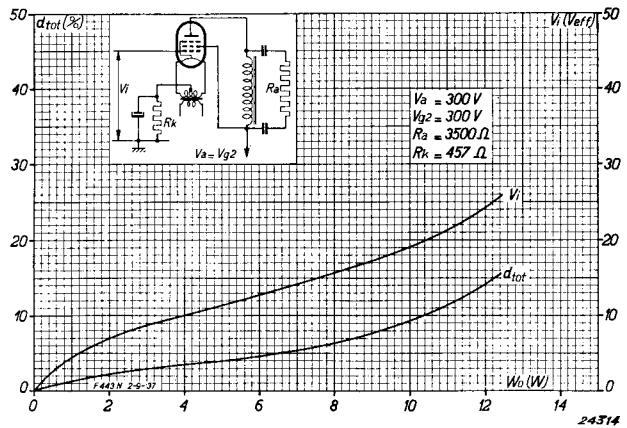 dtot (%)
Vi (Veff)
50
50
40
40
30
30
20
20
10
10
0
0
Vi
Rk
Ra
Va = Vg2
Va = 300 V
Vg2 = 300 V
Ra = 3500 Ω
Rk = 457 Ω
Vi
dtot
F443N 2-9-37
Wo (W)
0
2
4
6
8
10
12
14
24314